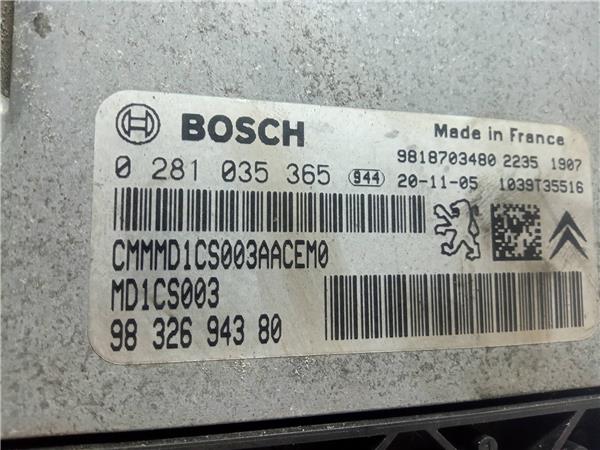 BOSCH
Made in France
9818703480 2235 1907
0 281 035 365 944 20-11-05 1039T35516
CMMMD1CS003AACEM0
MD1CS003
98 326 943 80